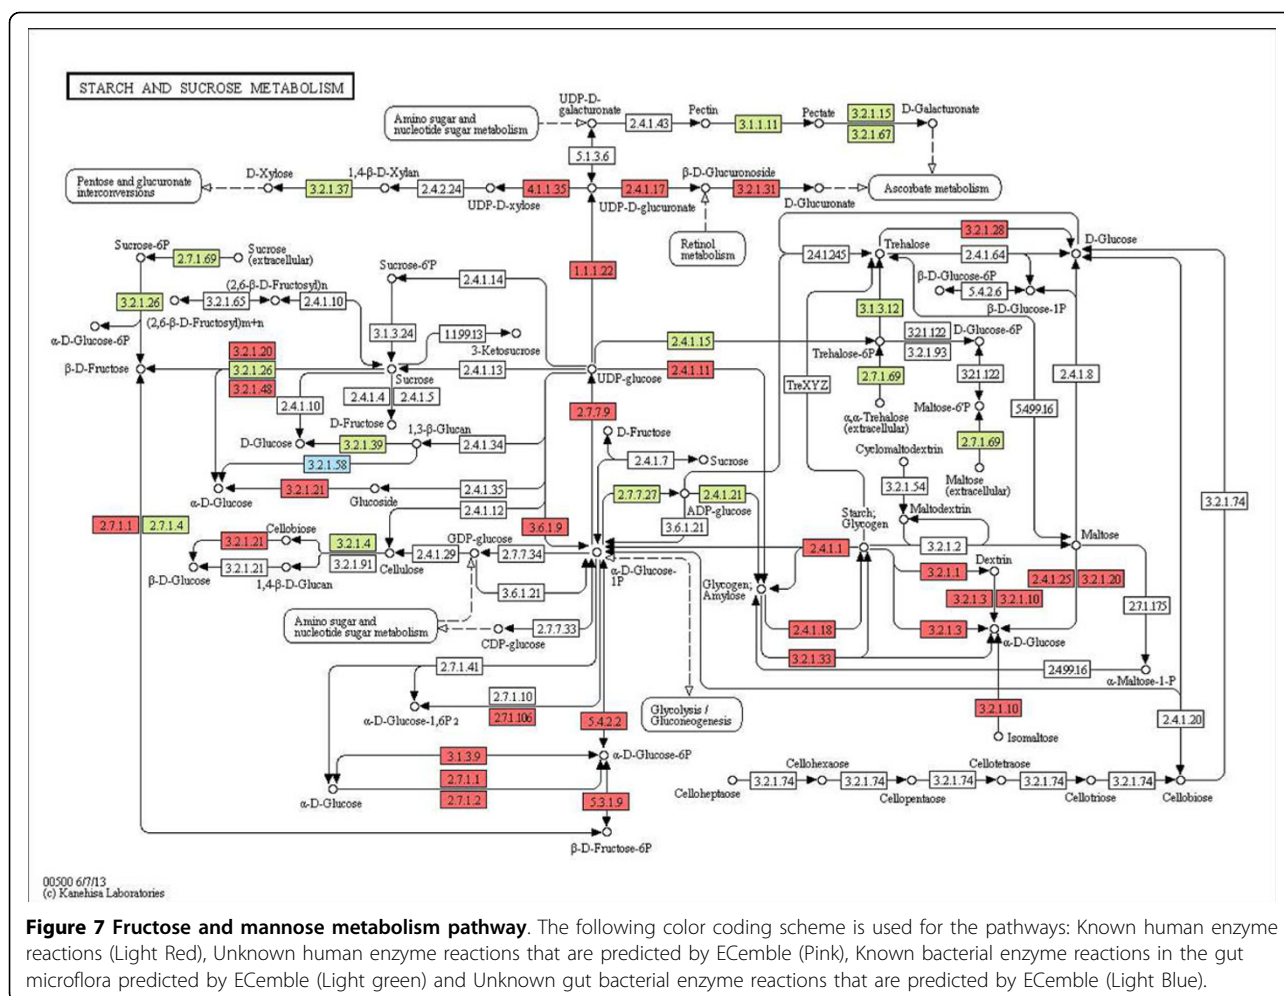 STARCH AND SUCROSE METABOLISM
Amino sugar and
nucleotide sugar metabolism
UDP-D-
galacturonate
2.4.1.43
Pectin
3.1.1.11
Pectate
3.2.1.15
3.2.1.67
D-Galacturonate
5.1.3.6
Pentose and glucuronate
interconversions
D-Xylose
3.2.1.37
1,4-β-D-Xylan
2.4.2.24
UDP-D-xylose
4.1.1.35
UDP-D-glucuronate
2.4.1.17
β-D-Glucuronoside
3.2.1.31
D-Glucuronate
Ascorbate metabolism
Retinol
metabolism
1.1.1.22
Sucrose-6P
2.7.1.69
Sucrose
(extracellular)
3.2.1.26
α-D-Glucose-6P
3.2.1.65
(2,6-β-D-Fructosyl)n
(2,6-β-D-Fructosyl)m+n
2.4.1.10
Sucrose-6'P
2.4.1.14
3.1.3.24
1.1.99.13
3-Ketosucrose
β-D-Fructose
3.2.1.20
3.2.1.26
3.2.1.48
Sucrose
2.4.1.13
UDP-glucose
2.4.1.15
2.4.1.11
2.4.1.10
2.4.1.4
2.4.1.5
D-Fructose
D-Glucose
3.2.1.39
1,3-β-Glucan
2.4.1.34
3.2.1.58
α-D-Glucose
3.2.1.21
Glucoside
2.4.1.35
2.4.1.12
2.7.7.9
D-Fructose
2.4.1.7
Sucrose
2.7.7.27
2.4.1.21
ADP-glucose
3.6.1.9
3.6.1.21
2.7.1.1
2.7.1.4
Cellobiose
3.2.1.21
3.2.1.21
β-D-Glucose
1,4-β-D-Glucan
3.2.1.4
3.2.1.91
Cellulose
2.4.1.29
GDP-glucose
2.7.7.34
3.6.1.21
α-D-Glucose-
1P
Amino sugar and
nucleotide sugar metabolism
CDP-glucose
2.7.7.33
2.7.1.41
2.7.1.10
2.7.1.106
α-D-Glucose-1,6P2
Glycolysis /
Gluconeogenesis
5.4.2.2
3.1.3.9
α-D-Glucose-6P
2.7.1.1
2.7.1.2
α-D-Glucose
5.3.1.9
β-D-Fructose-6P
3.2.1.28
Trehalose
2.4.1.245
2.4.1.64
D-Glucose
β-D-Glucose-6P
5.4.2.6
β-D-Glucose-1P
3.1.3.12
3.2.1.122
3.2.1.93
D-Glucose-6P
Trehalose-6P
2.7.1.69
α,α-Trehalose
(extracellular)
3.2.1.122
Maltose-6'P
2.7.1.69
Maltose
(extracellular)
TreXYZ
5.4.99.16
2.4.1.8
Cyclomaltodextrin
3.2.1.54
Maltodextrin
Starch;
Glycogen
3.2.1.2
Maltose
3.2.1.74
2.4.1.1
Glycogen;
Amylose
3.2.1.1
Dextrin
3.2.1.3
3.2.1.10
2.4.1.25
3.2.1.20
2.4.1.18
3.2.1.3
α-D-Glucose
3.2.1.33
2.7.1.175
2.4.99.16
α-Maltose-1-P
3.2.1.10
Isomaltose
2.4.1.20
Celloheptaose
3.2.1.74
Cellohexaose
3.2.1.74
Cellopentaose
3.2.1.74
Cellotetraose
3.2.1.74
Cellotriose
3.2.1.74
Cellobiose
00500 6/7/13
(c) Kanehisa Laboratories
Figure 7 Fructose and mannose metabolism pathway. The following color coding scheme is used for the pathways: Known human enzyme
reactions (Light Red), Unknown human enzyme reactions that are predicted by ECemble (Pink), Known bacterial enzyme reactions in the gut
microflora predicted by ECemble (Light green) and Unknown gut bacterial enzyme reactions that are predicted by ECemble (Light Blue).